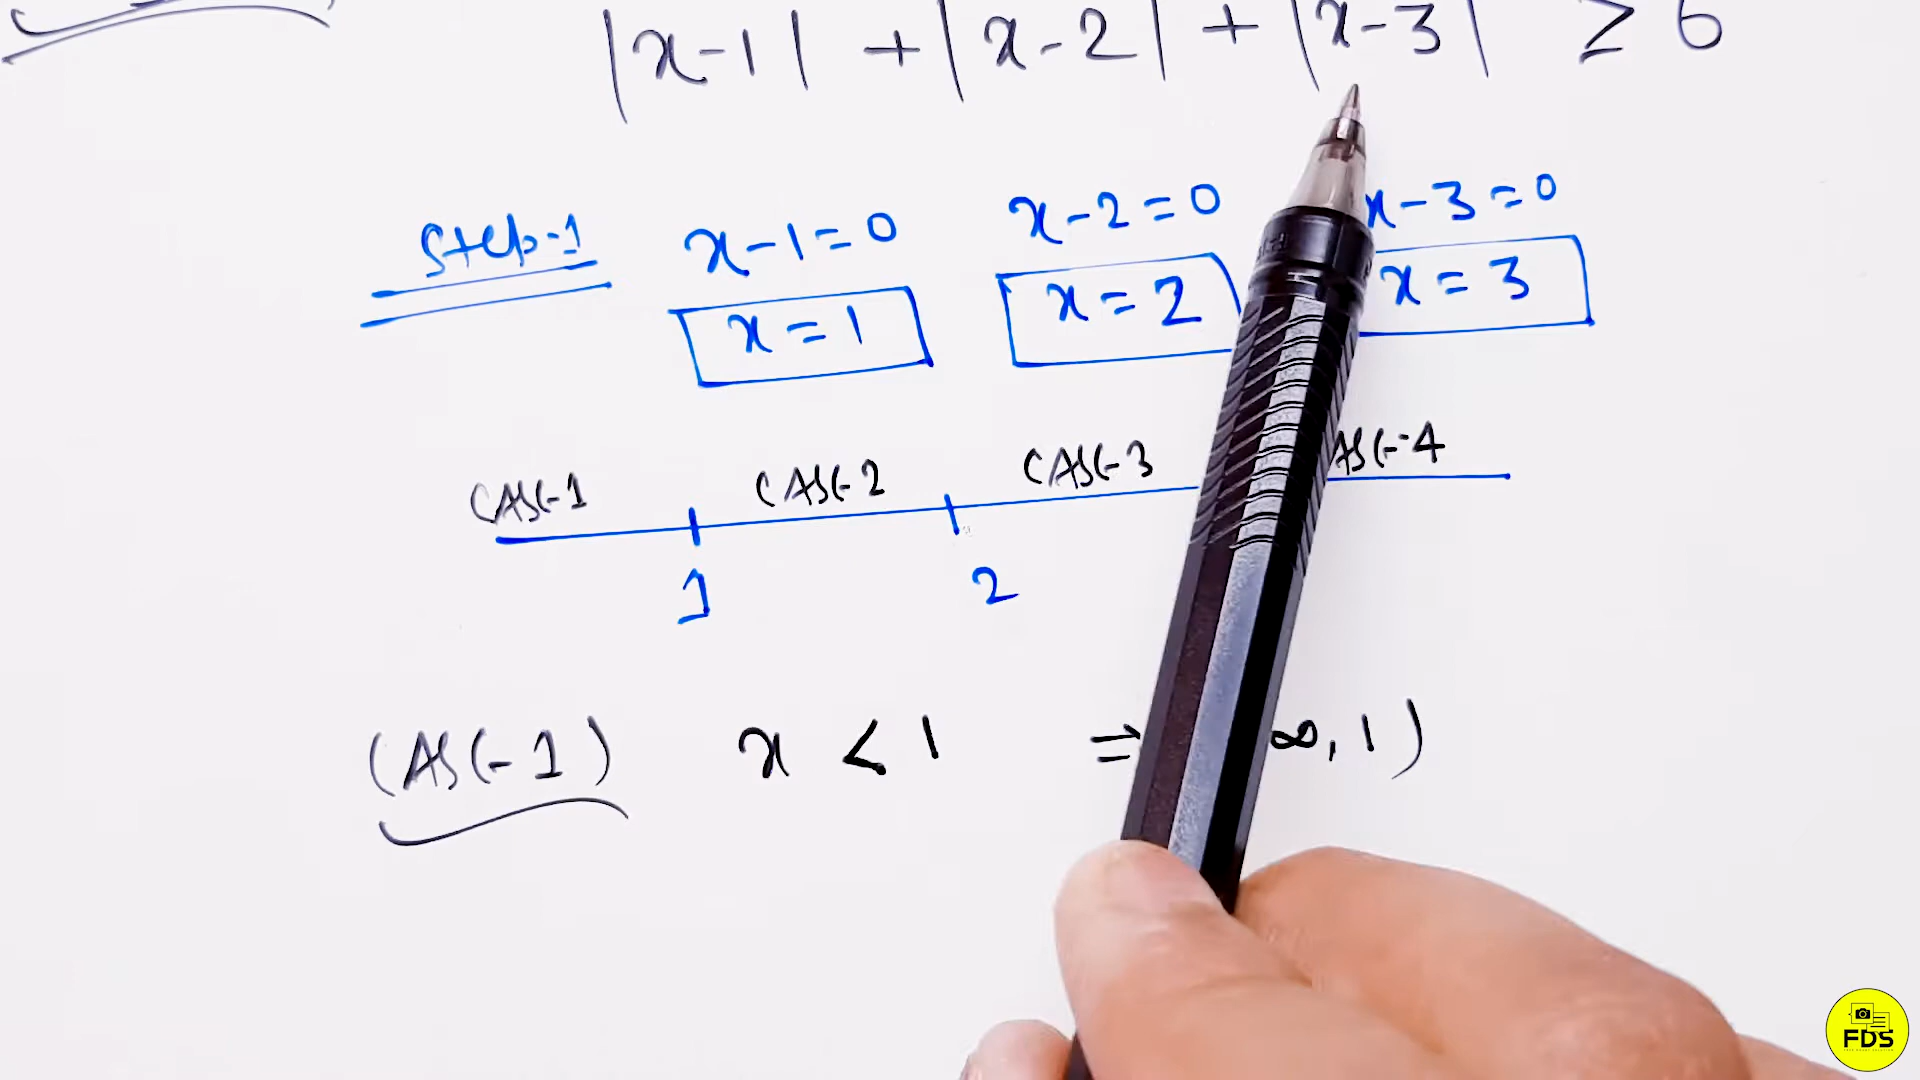 |x-1| + |x-2| + |x-3| ≥ 6
Step-1 x-1=0 x-2=0 x-3=0
x=1 x=2 x=3
CASE-1 CASE-2 CASE-3 ASE-4
1 2
CASE-1) x < 1 ⇒ ∞, 1)
FDS